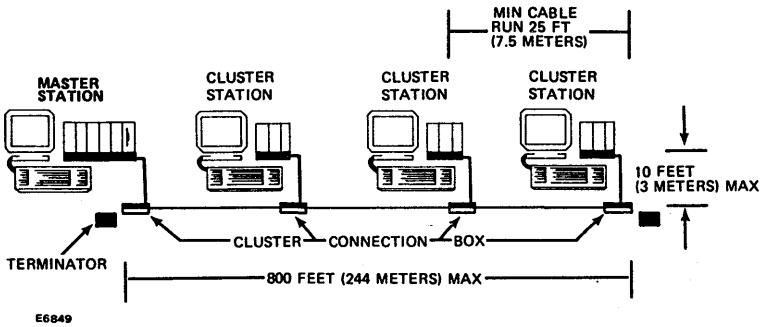 MIN CABLE
RUN 25 FT
(7.5 METERS)
MASTER
STATION
CLUSTER
STATION
CLUSTER
STATION
CLUSTER
STATION
10 FEET
(3 METERS) MAX
TERMINATOR
CLUSTER CONNECTION BOX
800 FEET (244 METERS) MAX
E6849